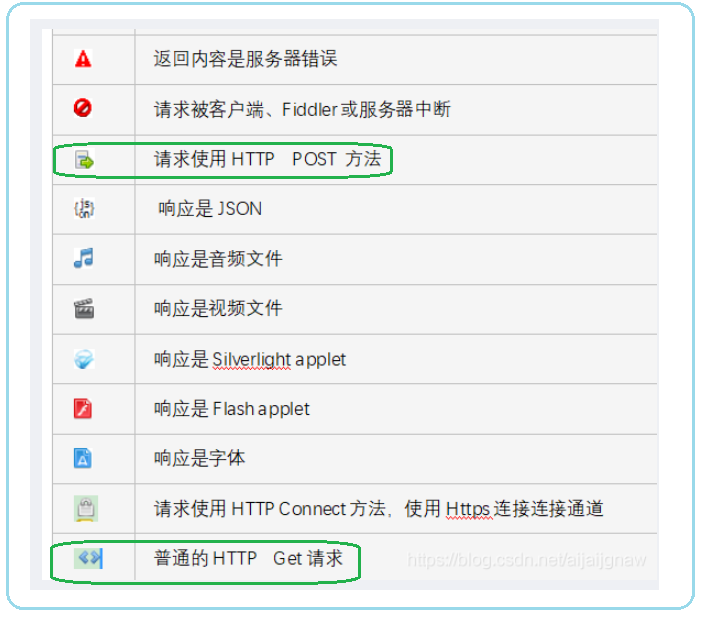 返回内容是服务器错误
请求被客户端、Fiddler或服务器中断
请求使用 HTTP POST 方法
{js
on}
响应是 JSON
响应是音频文件
响应是视频文件
响应是 Silverlight applet
响应是 Flash applet
A
响应是字体
请求使用 HTTP Connect 方法，使用 Https 连接连接通道
普通的 HTTP Get 请求
https://blog.csdn.net/aijaijgnaw